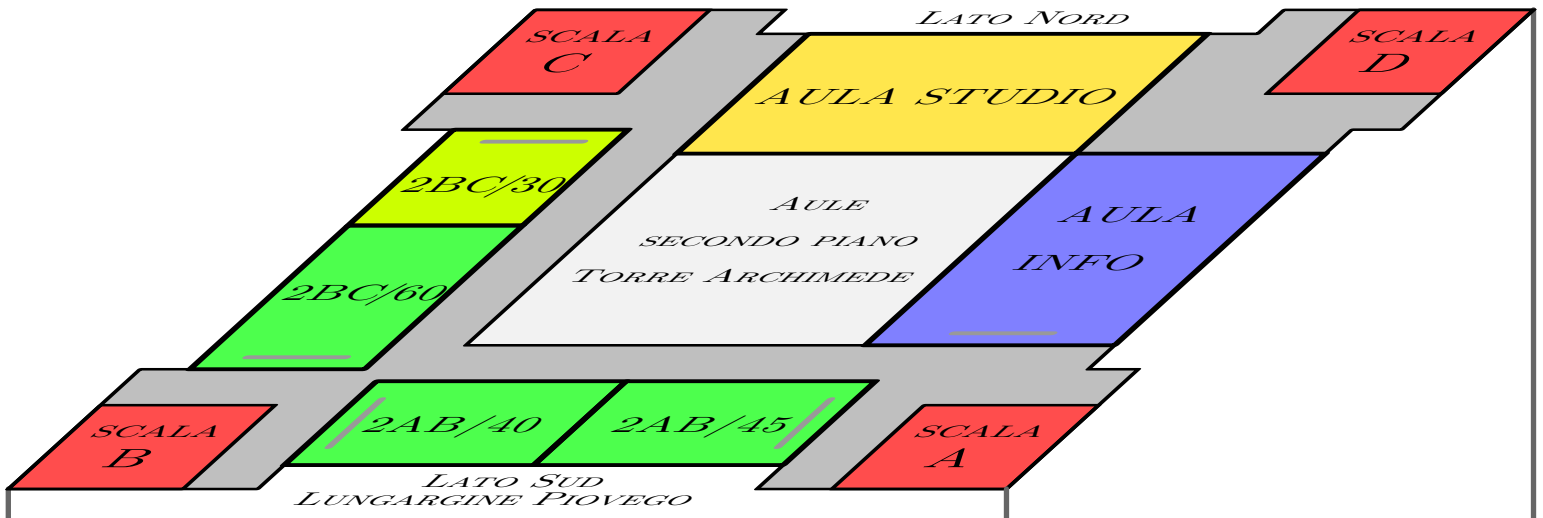 Lato Nord
SCALA
C
SCALA
D
AULA STUDIO
2BC/30
Aule
secondo piano
Torre Archimede
AULA
INFO
2BC/60
2AB/40
2AB/45
SCALA
B
SCALA
A
Lato Sud
Lungargine Piovego